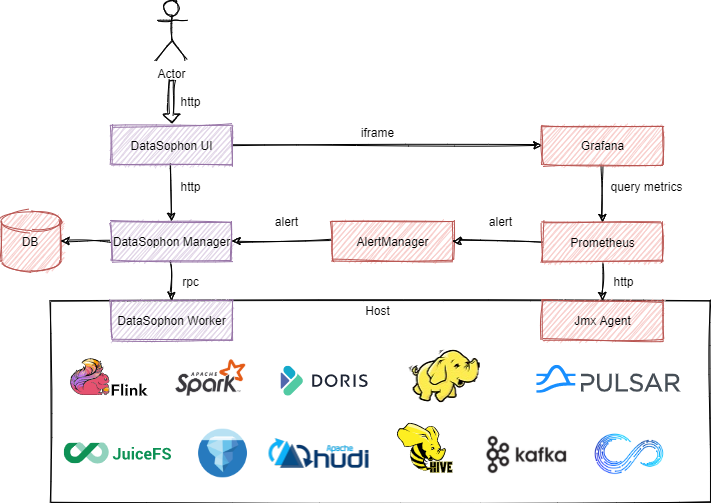 Actor
http
DataSophon UI
iframe
Grafana
http
query metrics
DB
DataSophon Manager
alert
AlertManager
alert
Prometheus
rpc
http
Host
DataSophon Worker
Jmx Agent
Flink
APACHE
Spark
DORIS
PULSAR
JuiceFS
Apache
hudi
HIVE
kafka